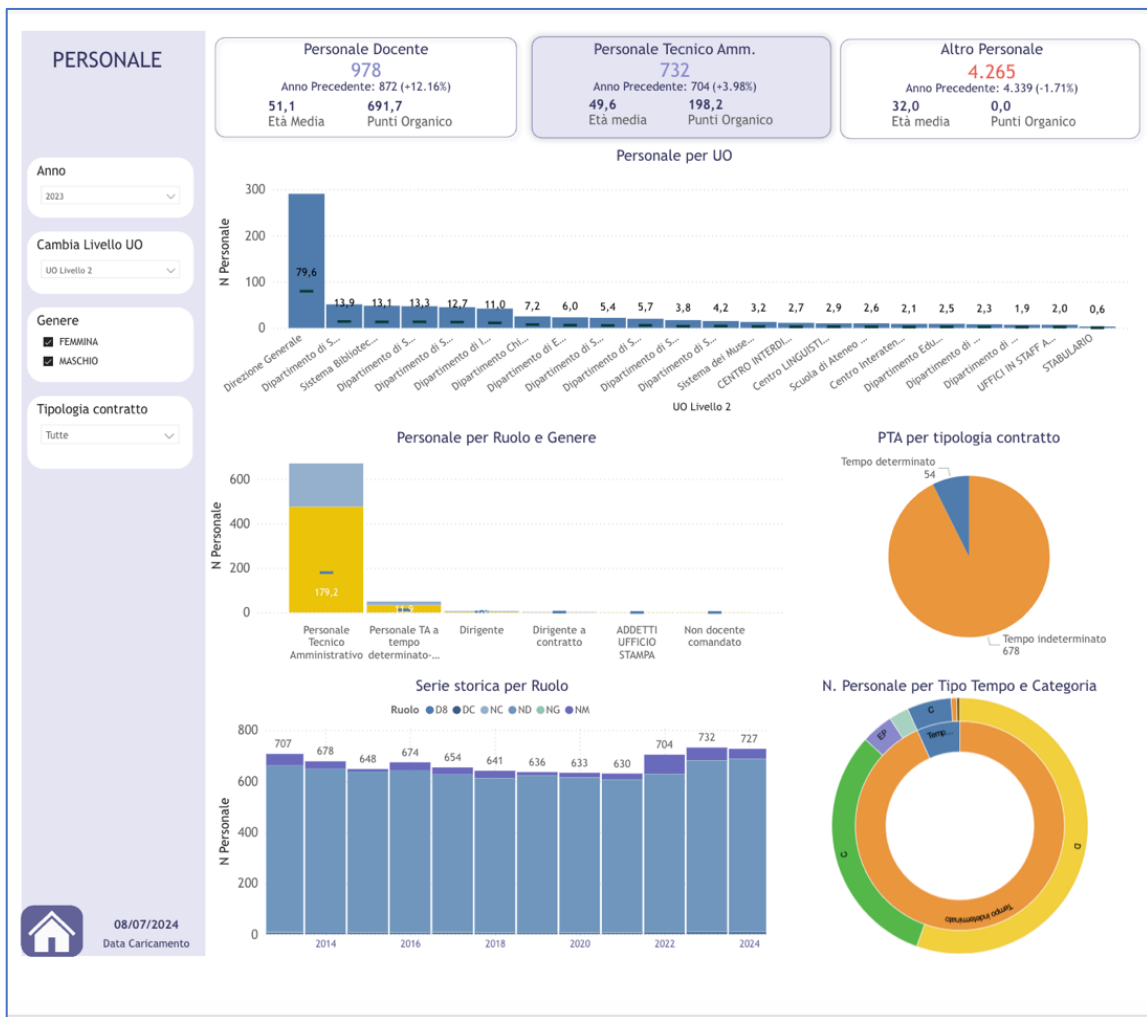 PERSONALE
Personale Docente
978
Anno Precedente: 872 (+12.16%)
51,1
691,7
Età Media
Punti Organico
Personale Tecnico Amm.
732
Anno Precedente: 704 (+3.98%)
49,6
198,2
Età media
Punti Organico
Altro Personale
4.265
Anno Precedente: 4.339 (-1.71%)
32,0
0,0
Età media
Punti Organico
Anno
2023
Cambia Livello UO
UO Livello 2
Genere
FEMMINA
MASCHIO
Tipologia contratto
Tutte
Personale per UO
N Personale
300
200
100
0
79,6
13,9
13,1
13,3
12,7
11,0
7,2
6,0
5,4
5,7
3,8
4,2
3,2
2,7
2,9
2,6
2,1
2,5
2,3
1,9
2,0
0,6
Direzione Generale
Dipartimento di S...
Sistema Bibliotec...
Dipartimento di S...
Dipartimento di S...
Dipartimento di I...
Dipartimento Chi...
Dipartimento di E...
Dipartimento di S...
Dipartimento di S...
Dipartimento di S...
Dipartimento di S...
Sistema dei Muse...
CENTRO INTERDI...
Centro LINGUISTI...
Scuola di Ateneo ...
Centro Interaten...
Dipartimento Edu...
Dipartimento di ...
Dipartimento di ...
UFFICI IN STAFF A...
STABULARIO
UO Livello 2
Personale per Ruolo e Genere
N Personale
600
400
200
0
179,2
Personale Tecnico Amministrativo
Personale TA a tempo determinato-...
Dirigente
Dirigente a contratto
ADDETTI UFFICIO STAMPA
Non docente comandato
PTA per tipologia contratto
Tempo determinato
54
Tempo indeterminato
678
Serie storica per Ruolo
Ruolo D8 DC NC ND NG NM
N Personale
800
600
400
200
0
707
678
648
674
654
641
636
633
630
704
732
727
2014
2016
2018
2020
2022
2024
N. Personale per Tipo Tempo e Categoria
C
EP
Temp...
C
D
Tempo indeterminato
08/07/2024
Data Caricamento